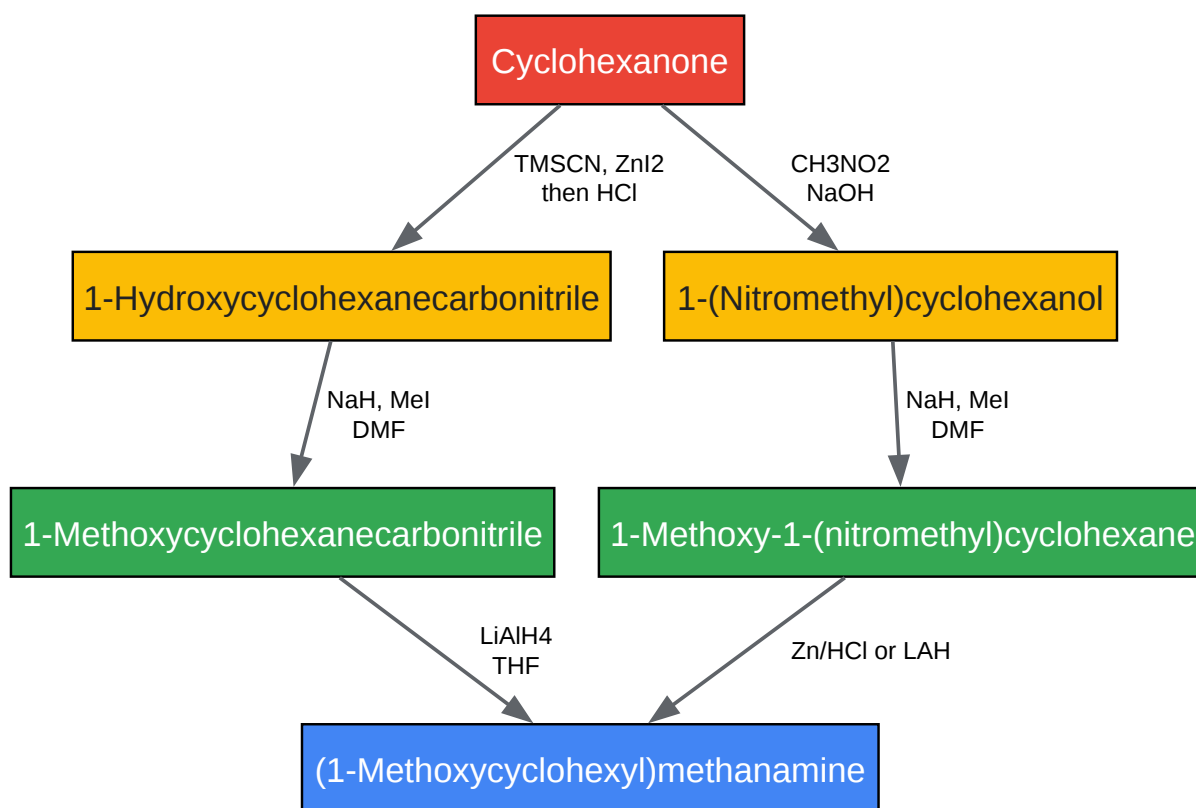 Cyclohexanone
TMSCN, ZnI2
then HCl
CH3NO2
NaOH
1-Hydroxycyclohexanecarbonitrile
1-(Nitromethyl)cyclohexanol
NaH, MeI
DMF
NaH, MeI
DMF
1-Methoxycyclohexanecarbonitrile
1-Methoxy-1-(nitromethyl)cyclohexane
LiAlH4
THF
Zn/HCl or LAH
(1-Methoxycyclohexyl)methanamine